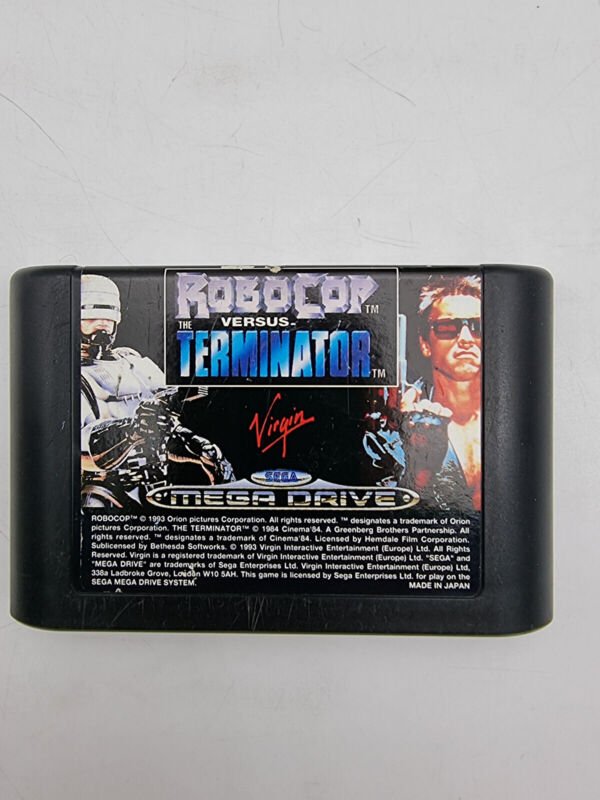 ROBOCOP™
THE VERSUS
TERMINATOR™
Virgin
SEGA
MEGA DRIVE
ROBOCOP™ © 1993 Orion pictures Corporation. All rights reserved. ™ designates a trademark of Orion
pictures Corporation. THE TERMINATOR™ © 1984 Cinema'84. A Greenberg Brothers Partnership. All
rights reserved. ™ designates a trademark of Cinema'84. Licensed by Hemdale Film Corporation.
Sublicensed by Bethesda Softworks. © 1993 Virgin Interactive Entertainment (Europe) Ltd. All Rights
Reserved. Virgin is a registered trademark of Virgin Interactive Entertainment (Europe) Ltd. "SEGA" and
"MEGA DRIVE" are trademarks of Sega Enterprises Ltd. Virgin Interactive Entertainment (Europe) Ltd,
338a Ladbroke Grove, London W10 5AH. This game is licensed by Sega Enterprises Ltd. for play on the
SEGA MEGA DRIVE SYSTEM.
MADE IN JAPAN